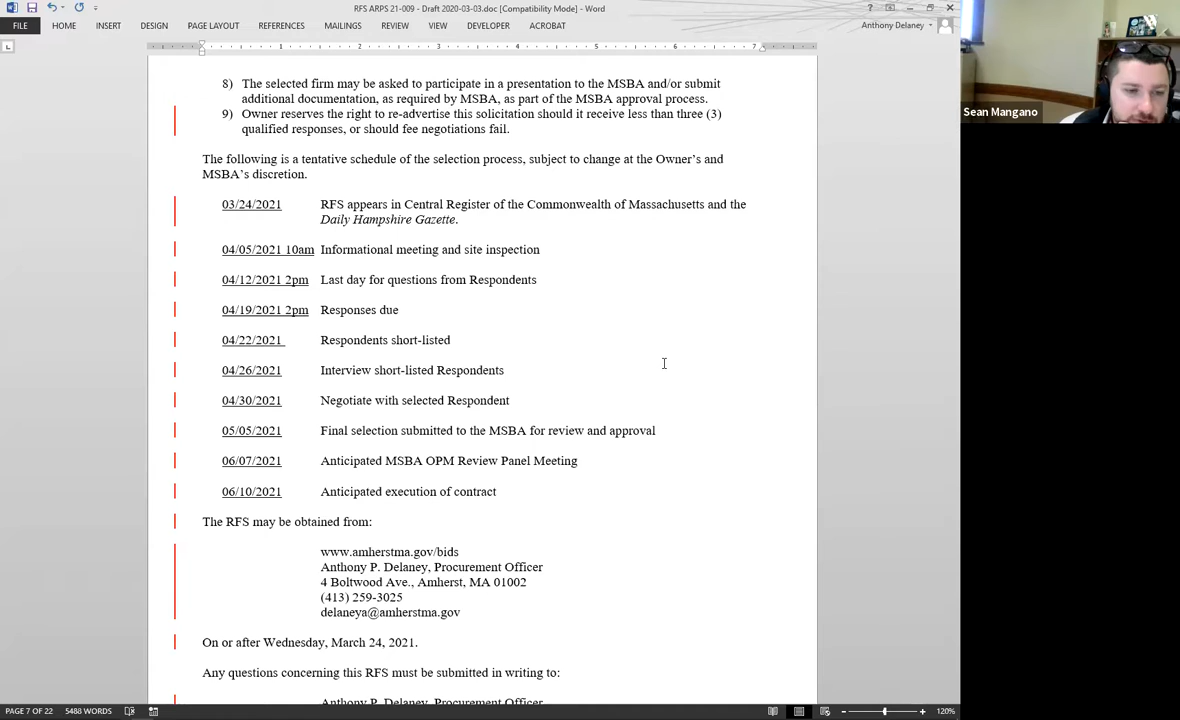 RFS ARPS 21-009 - Draft 2020-03-03.doc [Compatibility Mode] - Word
FILE HOME INSERT DESIGN PAGE LAYOUT REFERENCES MAILINGS REVIEW VIEW DEVELOPER ACROBAT Anthony Delaney
1 2 3 4 5 6 7
8) The selected firm may be asked to participate in a presentation to the MSBA and/or submit
additional documentation, as required by MSBA, as part of the MSBA approval process.
9) Owner reserves the right to re-advertise this solicitation should it receive less than three (3)
qualified responses, or should fee negotiations fail.
The following is a tentative schedule of the selection process, subject to change at the Owner's and
MSBA's discretion.
03/24/2021 RFS appears in Central Register of the Commonwealth of Massachusetts and the
Daily Hampshire Gazette.
04/05/2021 10am Informational meeting and site inspection
04/12/2021 2pm Last day for questions from Respondents
04/19/2021 2pm Responses due
04/22/2021 Respondents short-listed
04/26/2021 Interview short-listed Respondents
04/30/2021 Negotiate with selected Respondent
05/05/2021 Final selection submitted to the MSBA for review and approval
06/07/2021 Anticipated MSBA OPM Review Panel Meeting
06/10/2021 Anticipated execution of contract
The RFS may be obtained from:
www.amherstma.gov/bids
Anthony P. Delaney, Procurement Officer
4 Boltwood Ave., Amherst, MA 01002
(413) 259-3025
delaneya@amherstma.gov
On or after Wednesday, March 24, 2021.
Any questions concerning this RFS must be submitted in writing to:
Anthony P. Delaney, Procurement Officer
PAGE 7 OF 22 5488 WORDS 120%
Sean Mangano